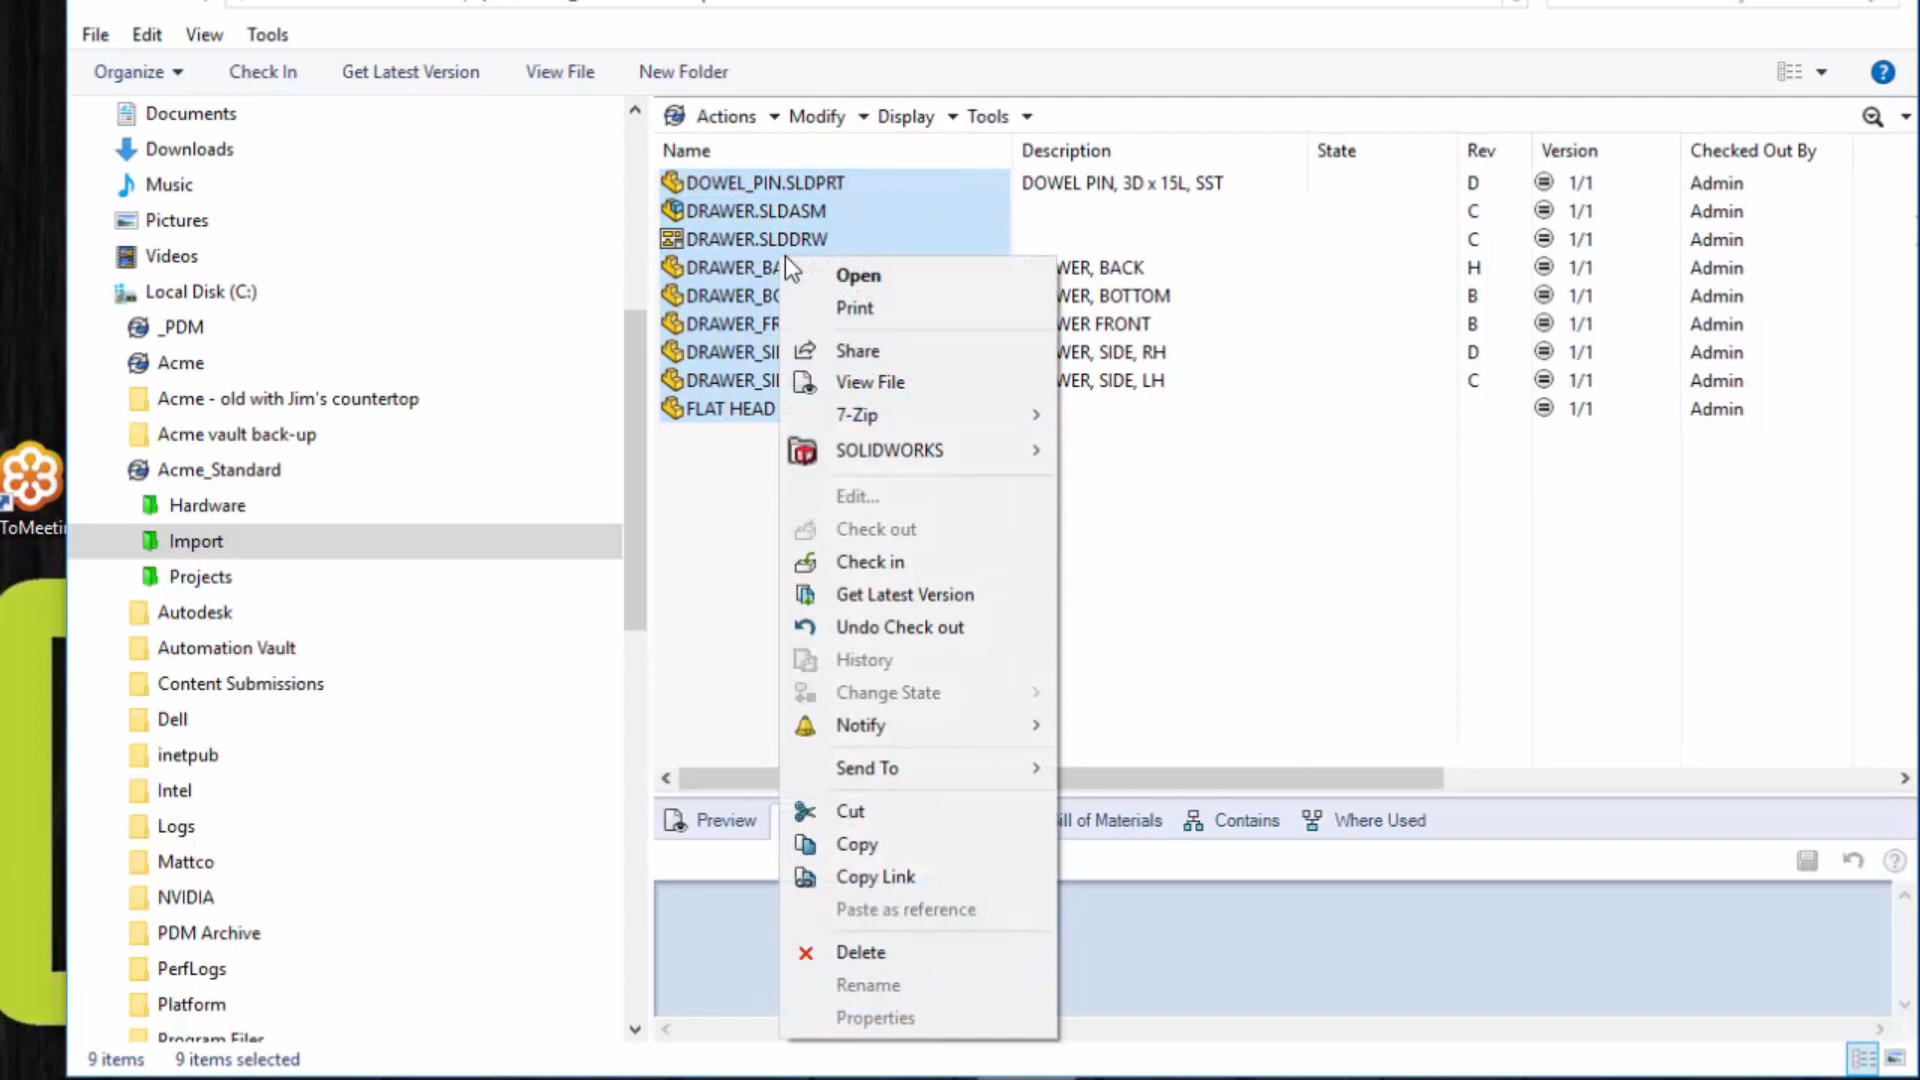 File Edit View Tools
Organize Check In Get Latest Version View File New Folder
Documents
Downloads
Music
Pictures
Videos
Local Disk (C:)
_PDM
Acme
Acme - old with Jim's countertop
Acme vault back-up
Acme_Standard
Hardware
Import
Projects
Autodesk
Automation Vault
Content Submissions
Dell
inetpub
Intel
Logs
Mattco
NVIDIA
PDM Archive
PerfLogs
Platform
Program Files
9 items 9 items selected
ToMeeti
Actions Modify Display Tools
Name Description State Rev Version Checked Out By
DOWEL_PIN.SLDPRT DOWEL PIN, 3D x 15L, SST D 1/1 Admin
DRAWER.SLDASM C 1/1 Admin
DRAWER.SLDDRW C 1/1 Admin
DRAWER_BA WER, BACK H 1/1 Admin
DRAWER_BO WER, BOTTOM B 1/1 Admin
DRAWER_FR WER FRONT B 1/1 Admin
DRAWER_SI WER, SIDE, RH D 1/1 Admin
DRAWER_SI WER, SIDE, LH C 1/1 Admin
FLAT HEAD 1/1 Admin
Open
Print
Share
View File
7-Zip
SOLIDWORKS
Edit...
Check out
Check in
Get Latest Version
Undo Check out
History
Change State
Notify
Send To
Cut
Copy
Copy Link
Paste as reference
Delete
Rename
Properties
Preview ill of Materials Contains Where Used